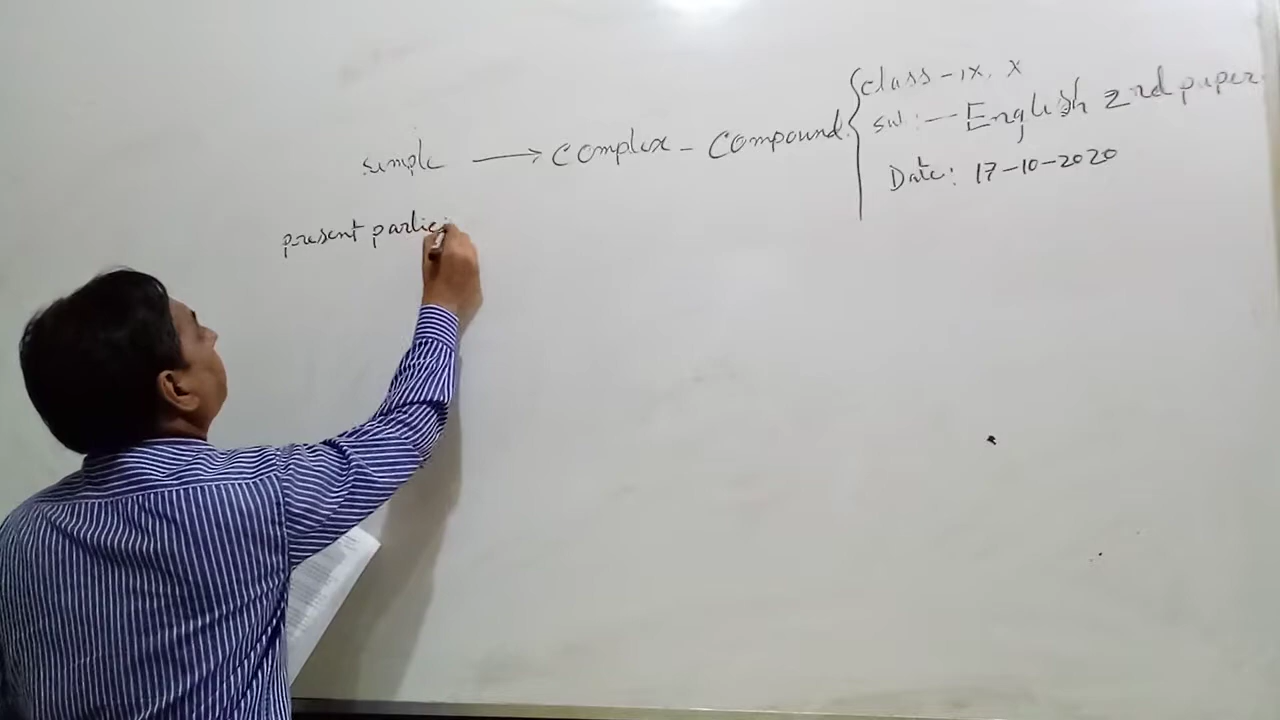 simple → complex - compound.
present partici
class - ix, x
sub : - English 2nd paper
Date: 17-10-2020